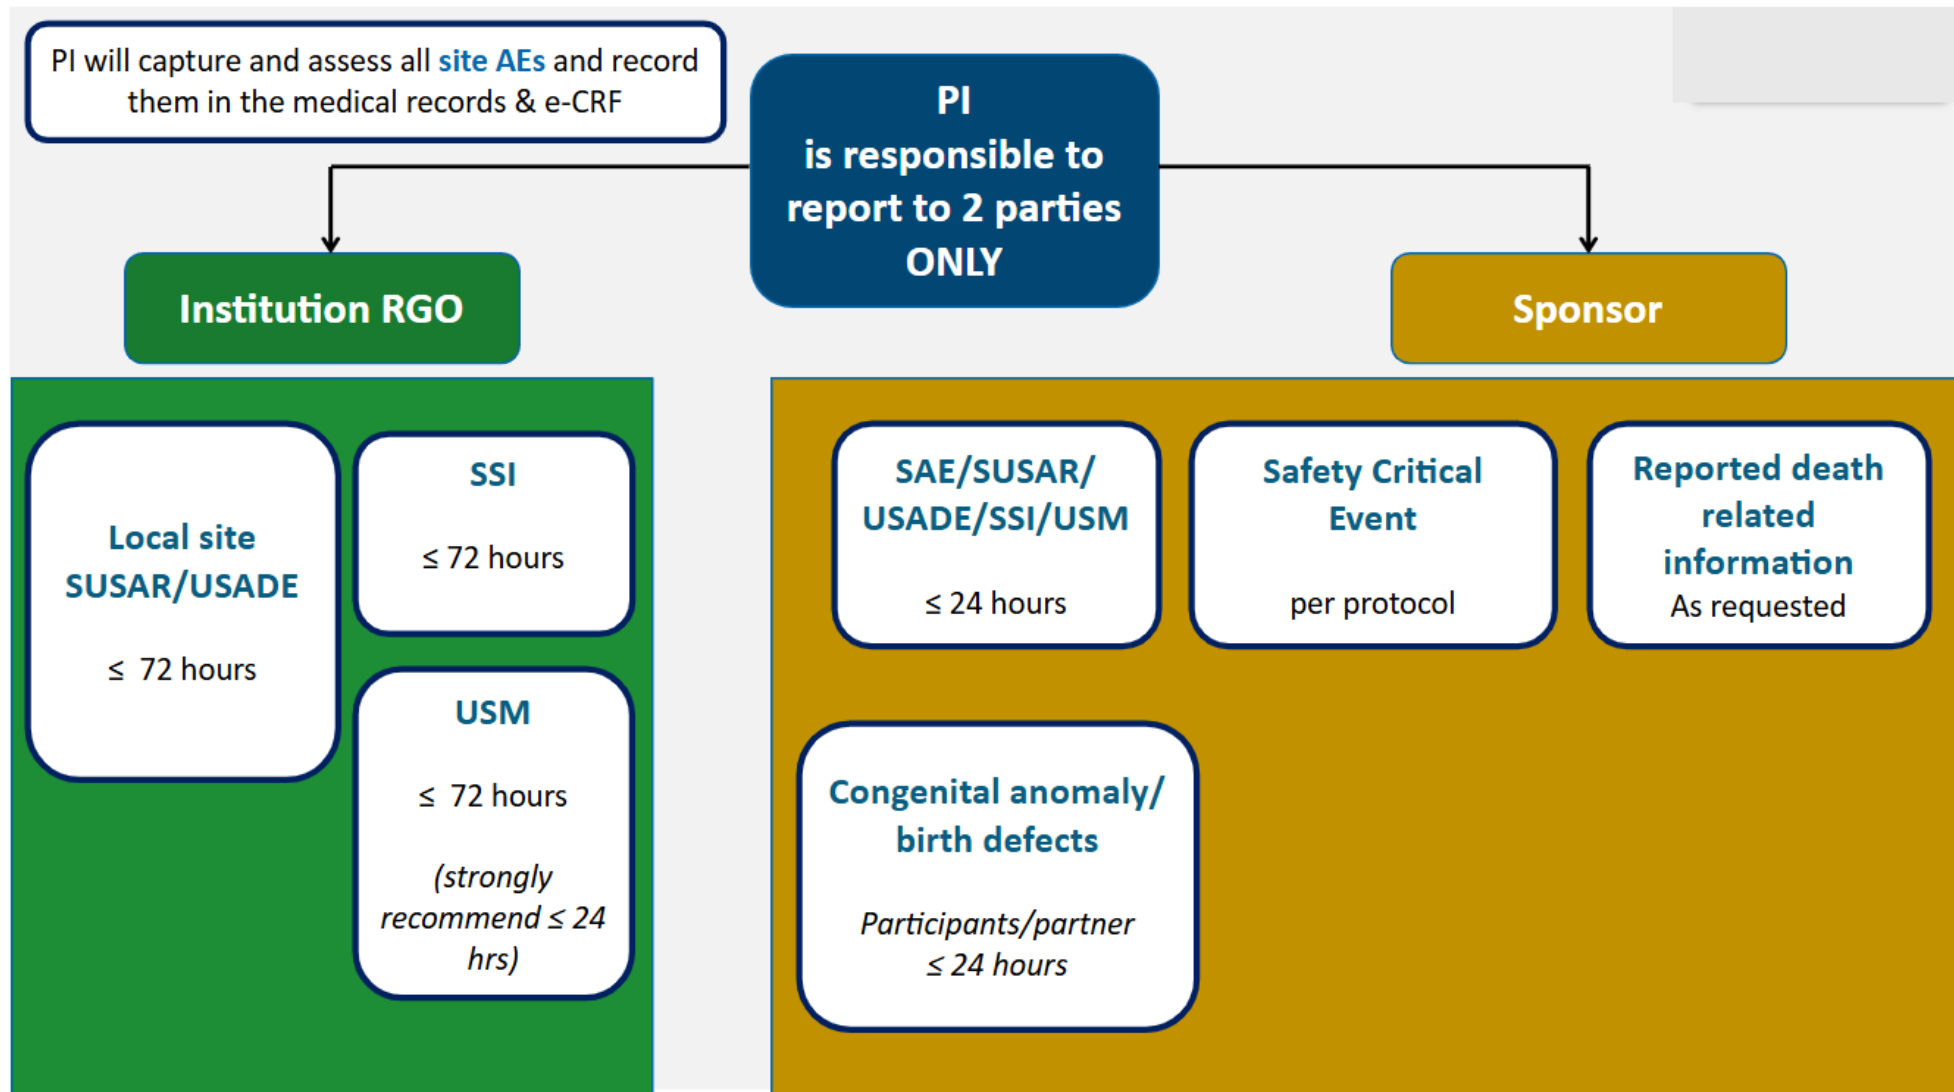 PI will capture and assess all site AEs and record
them in the medical records & e-CRF
PI
is responsible to
report to 2 parties
ONLY
Institution RGO
Sponsor
Local site
SUSAR/USADE
≤ 72 hours
SSI
≤ 72 hours
USM
≤ 72 hours
(strongly
recommend ≤ 24
hrs)
SAE/SUSAR/
USADE/SSI/USM
≤ 24 hours
Safety Critical
Event
per protocol
Reported death
related
information
As requested
Congenital anomaly/
birth defects
Participants/partner
≤ 24 hours